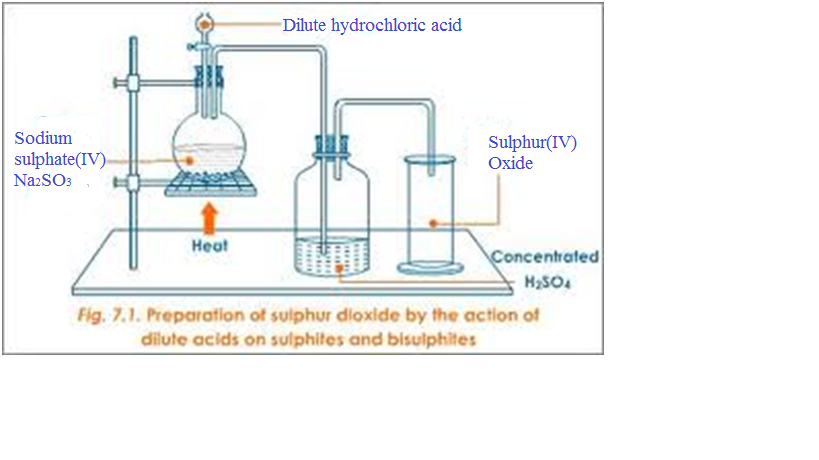 Dilute hydrochloric acid
Sodium
sulphate(IV)
Na₂SO₃
Sulphur(IV)
Oxide
Heat
Concentrated
H₂SO₄
Fig. 7.1. Preparation of sulphur dioxide by the action of
dilute acids on sulphites and bisulphites